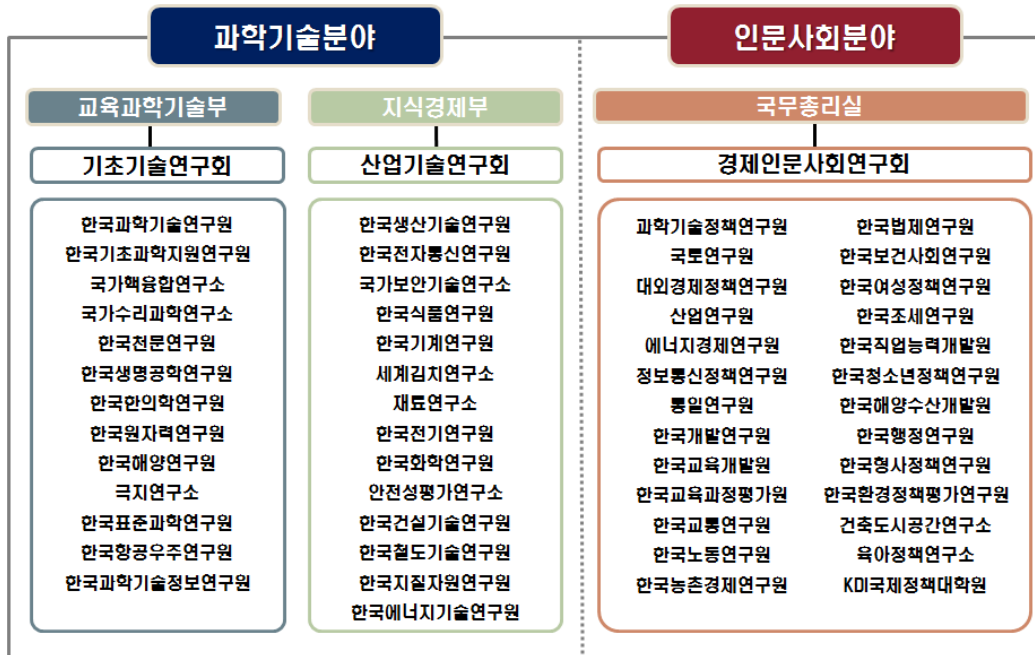 과학기술분야
인문사회분야
교육과학기술부
지식경제부
국무총리실
기초기술연구회
산업기술연구회
경제인문사회연구회
한국과학기술연구원
한국기초과학지원연구원
국가핵융합연구소
국가수리과학연구소
한국천문연구원
한국생명공학연구원
한국한의학연구원
한국원자력연구원
한국해양연구원
극지연구소
한국표준과학연구원
한국항공우주연구원
한국과학기술정보연구원
한국생산기술연구원
한국전자통신연구원
국가보안기술연구소
한국식품연구원
한국기계연구원
세계김치연구소
재료연구소
한국전기연구원
한국화학연구원
안전성평가연구소
한국건설기술연구원
한국철도기술연구원
한국지질자원연구원
한국에너지기술연구원
과학기술정책연구원
국토연구원
대외경제정책연구원
산업연구원
에너지경제연구원
정보통신정책연구원
통일연구원
한국개발연구원
한국교육개발원
한국교육과정평가원
한국교통연구원
한국노동연구원
한국농촌경제연구원
한국법제연구원
한국보건사회연구원
한국여성정책연구원
한국조세연구원
한국직업능력개발원
한국청소년정책연구원
한국해양수산개발원
한국행정연구원
한국형사정책연구원
한국환경정책평가연구원
건축도시공간연구소
육아정책연구소
KDI국제정책대학원